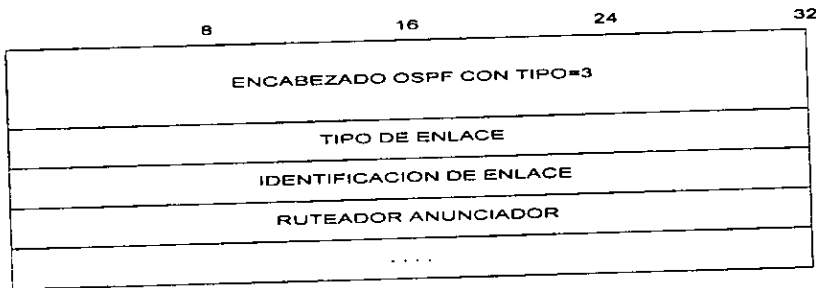 8 16 24 32
ENCABEZADO OSPF CON TIPO=3
TIPO DE ENLACE
IDENTIFICACION DE ENLACE
RUTEADOR ANUNCIADOR
....